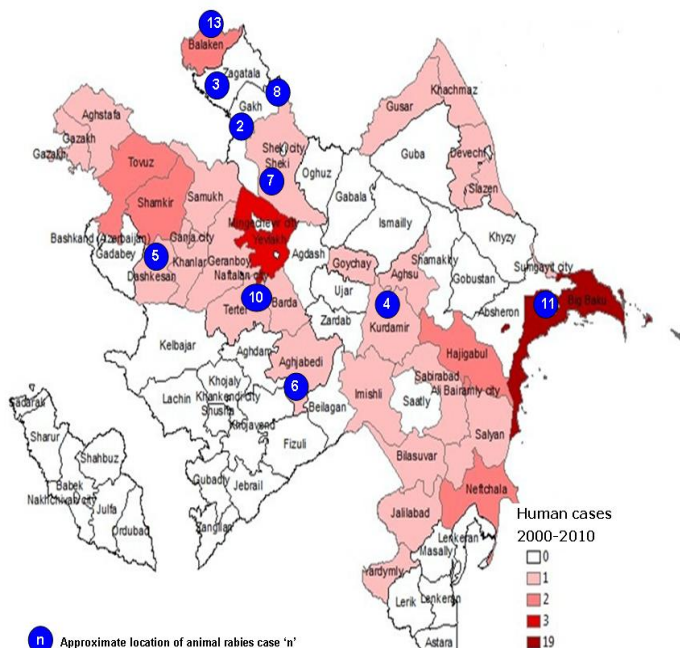 13
Balaken
Zagatala
3
8
Gakh
2
Khachmaz
Gusar
Aghstafa
Gazakh
Gazakh
Tovuz
Sheki city
Sheki
Oghuz
Guba
Devechi
Siazen
7
Samukh
Shamkir
Gabala
Ismailly
Mingechevir city
Yevlakh
Khyzy
Bashkand (Azerbaijan)
Gadabey
Ganja city
5
Dashkesan
Khanlar
Geranboy
Naftalan city
Agdash
Goychay
Shamakhy
Aghsu
Gobustan
Sumgayit city
Ujar
10
Terter
Barda
Zardab
4
Kurdamir
Absheron
11
Big Baku
Kelbajar
Aghdam
Aghjabedi
Hajigabul
6
Khojaly
Lachin
Khankendi city
Shusha
Khojavend
Beilagan
Imishli
Sabirabad
Ali Bairamly city
Saatly
Sadarak
Sharur
Fizuli
Salyan
Shahbuz
Babek
Nakhchivan city
Julfa
Ordubad
Gubadly
Jebrail
Zangilan
Bilasuvar
Neftchala
Jalilabad
Lenkeran
Masally
Yardymly
Lerik
Lenkeran
Astara
Human cases
2000-2010
0
1
2
3
19
n Approximate location of animal rabies case ‘n’